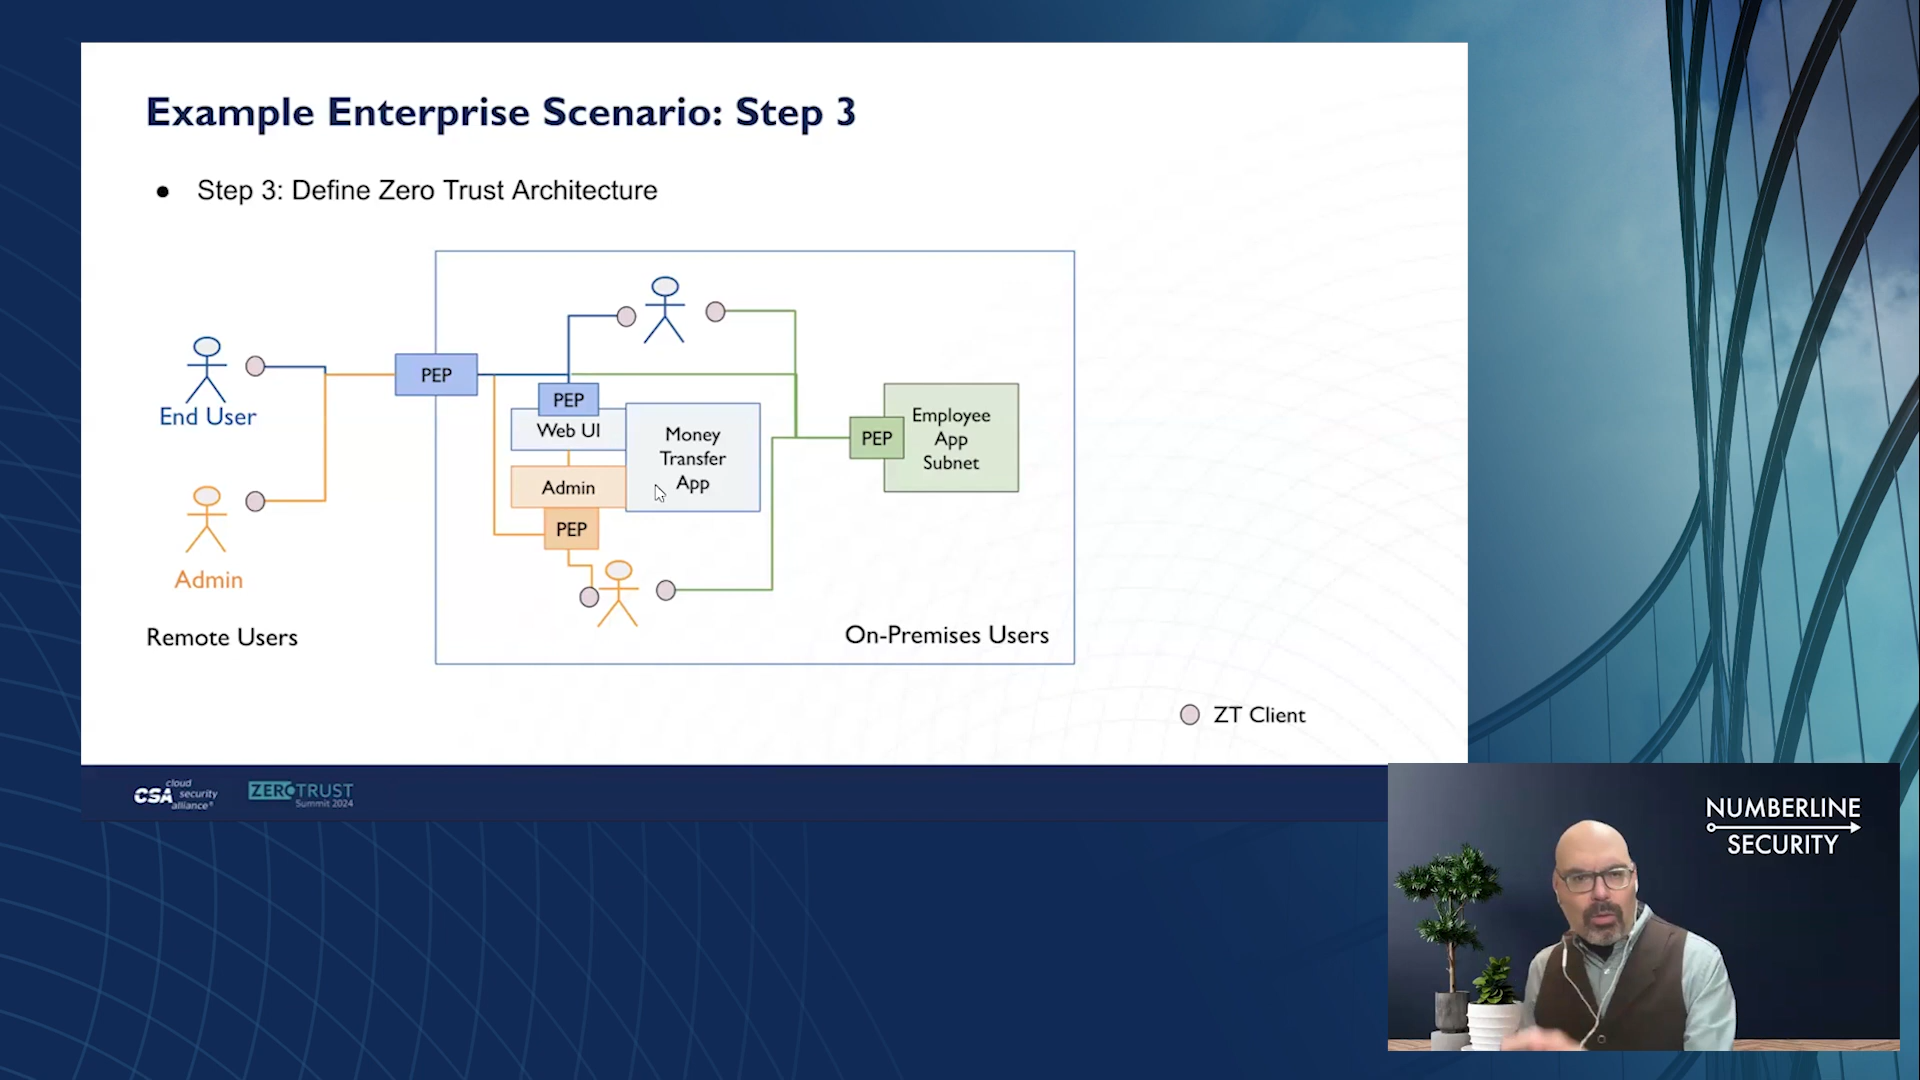 Example Enterprise Scenario: Step 3
● Step 3: Define Zero Trust Architecture
End User
Admin
Remote Users
PEP
PEP
Web UI
Admin
PEP
Money
Transfer
App
PEP
Employee
App
Subnet
On-Premises Users
ZT Client
CSA cloud
security
alliance®
ZEROTRUST
Summit 2024
NUMBERLINE
SECURITY